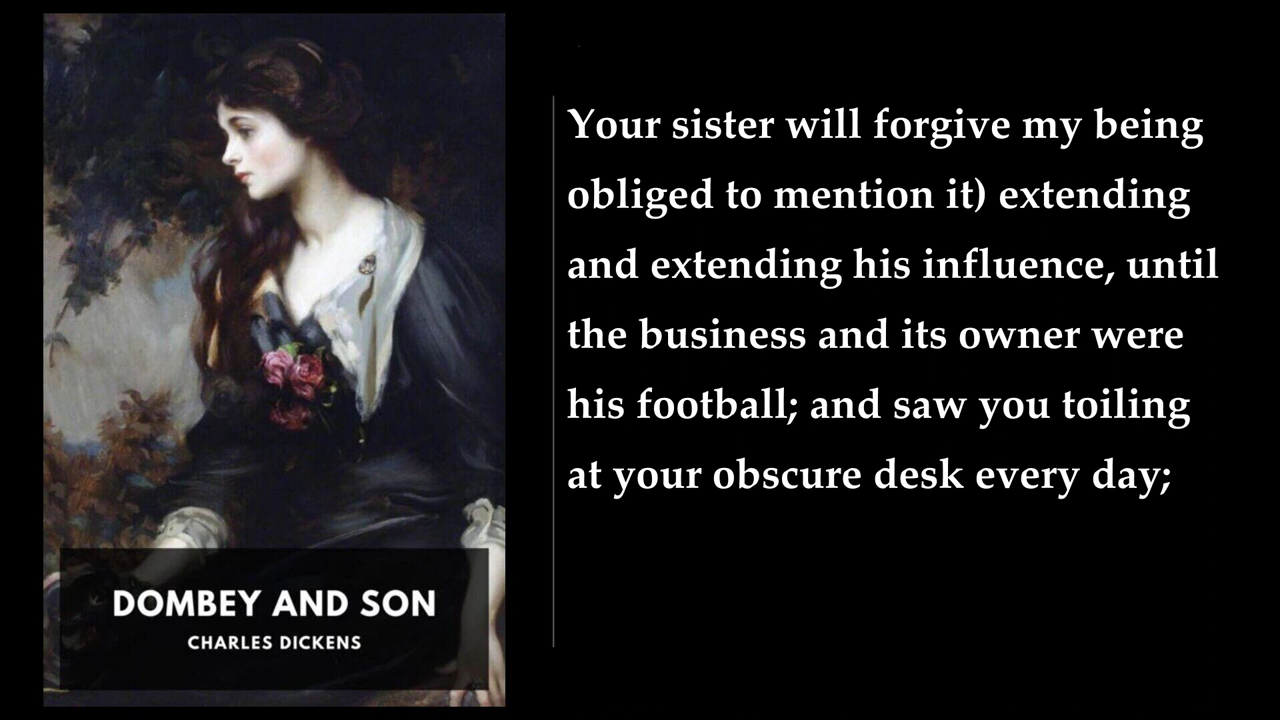 Your sister will forgive my being
obliged to mention it) extending
and extending his influence, until
the business and its owner were
his football; and saw you toiling
at your obscure desk every day;
DOMBEY AND SON
CHARLES DICKENS